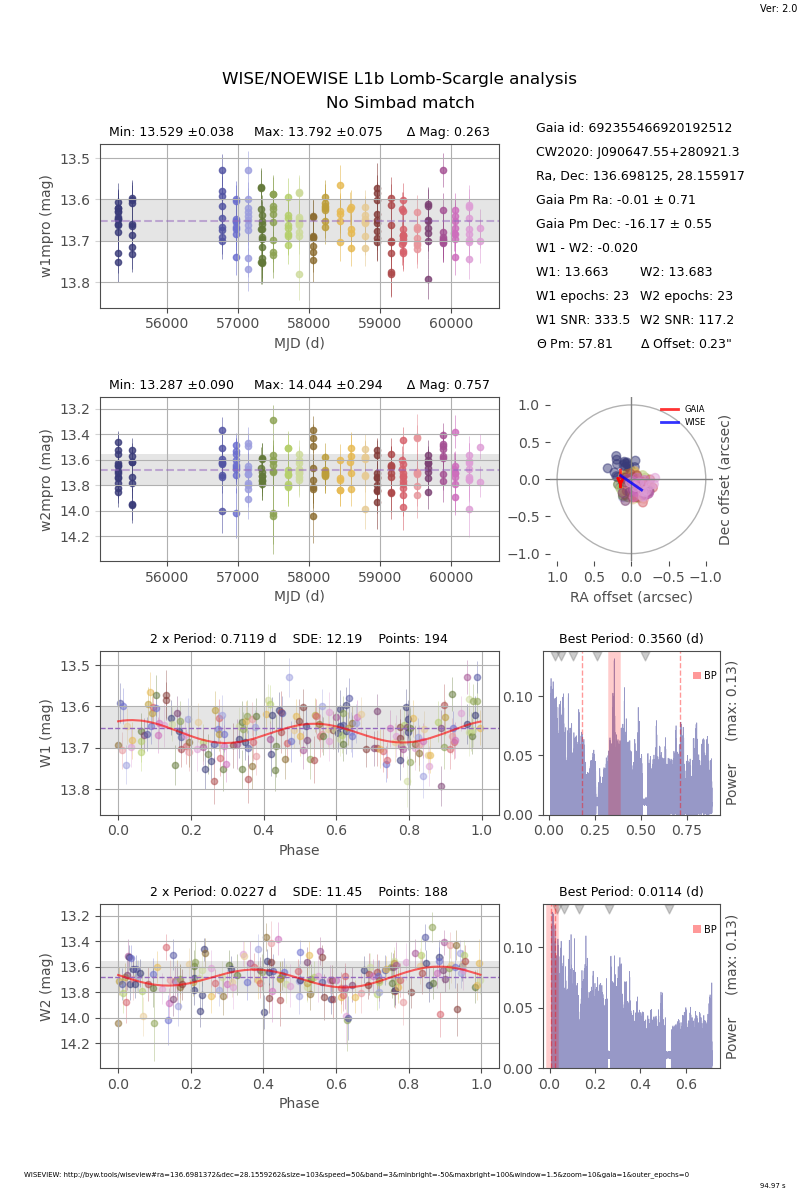 Ver: 2.0
WISE/NOEWISE L1b Lomb-Scargle analysis
No Simbad match
Min: 13.529 ±0.038 Max: 13.792 ±0.075 Δ Mag: 0.263
13.5
13.6
13.7
13.8
w1mpro (mag)
56000 57000 58000 59000 60000
MJD (d)
Gaia id: 692355466920192512
CW2020: J090647.55+280921.3
Ra, Dec: 136.698125, 28.155917
Gaia Pm Ra: -0.01 ± 0.71
Gaia Pm Dec: -16.17 ± 0.55
W1 - W2: -0.020
W1: 13.663 W2: 13.683
W1 epochs: 23 W2 epochs: 23
W1 SNR: 333.5 W2 SNR: 117.2
Θ Pm: 57.81 Δ Offset: 0.23"
Min: 13.287 ±0.090 Max: 14.044 ±0.294 Δ Mag: 0.757
13.2
13.4
13.6
13.8
14.0
14.2
w2mpro (mag)
56000 57000 58000 59000 60000
MJD (d)
GAIA
WISE
1.0
0.5
0.0
−0.5
−1.0
Dec offset (arcsec)
1.0 0.5 0.0 −0.5 −1.0
RA offset (arcsec)
2 x Period: 0.7119 d SDE: 12.19 Points: 194
13.5
13.6
13.7
13.8
W1 (mag)
0.0 0.2 0.4 0.6 0.8 1.0
Phase
Best Period: 0.3560 (d)
BP
0.10
0.05
0.00
Power (max: 0.13)
0.00 0.25 0.50 0.75
2 x Period: 0.0227 d SDE: 11.45 Points: 188
13.2
13.4
13.6
13.8
14.0
14.2
W2 (mag)
0.0 0.2 0.4 0.6 0.8 1.0
Phase
Best Period: 0.0114 (d)
BP
0.10
0.05
0.00
Power (max: 0.13)
0.0 0.2 0.4 0.6
WISEVIEW: http://byw.tools/wiseview#ra=136.6981372&dec=28.1559262&size=103&speed=50&band=3&minbright=-50&maxbright=100&window=1.5&zoom=10&gaia=1&outer_epochs=0
94.97 s